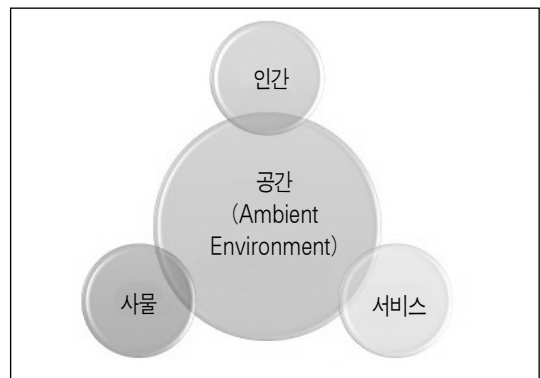 인간
공간
(Ambient
Environment)
사물
서비스